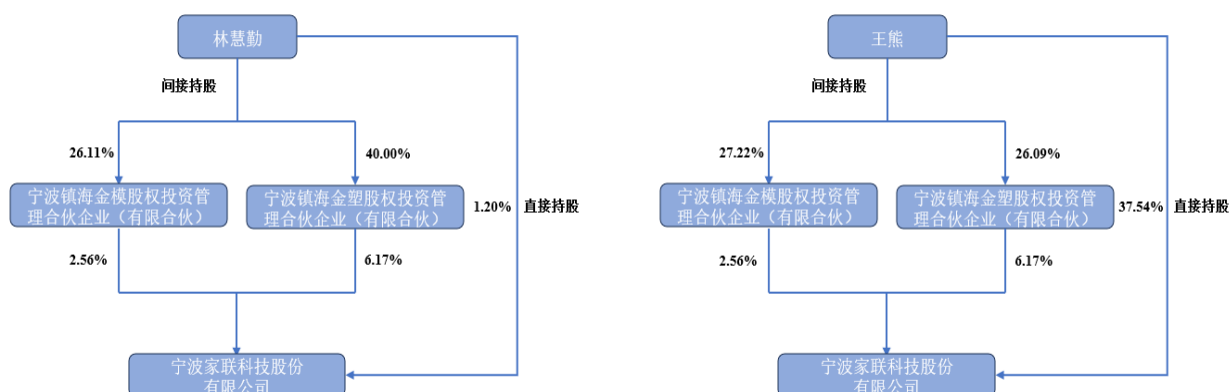 林慧勤
间接持股
26.11%
40.00%
宁波镇海金模股权投资管
理合伙企业（有限合伙）
宁波镇海金塑股权投资管
理合伙企业（有限合伙）
1.20%
直接持股
2.56%
6.17%
宁波家联科技股份
有限公司
王熊
间接持股
27.22%
26.09%
宁波镇海金模股权投资管
理合伙企业（有限合伙）
宁波镇海金塑股权投资管
理合伙企业（有限合伙）
37.54%
直接持股
2.56%
6.17%
宁波家联科技股份
有限公司